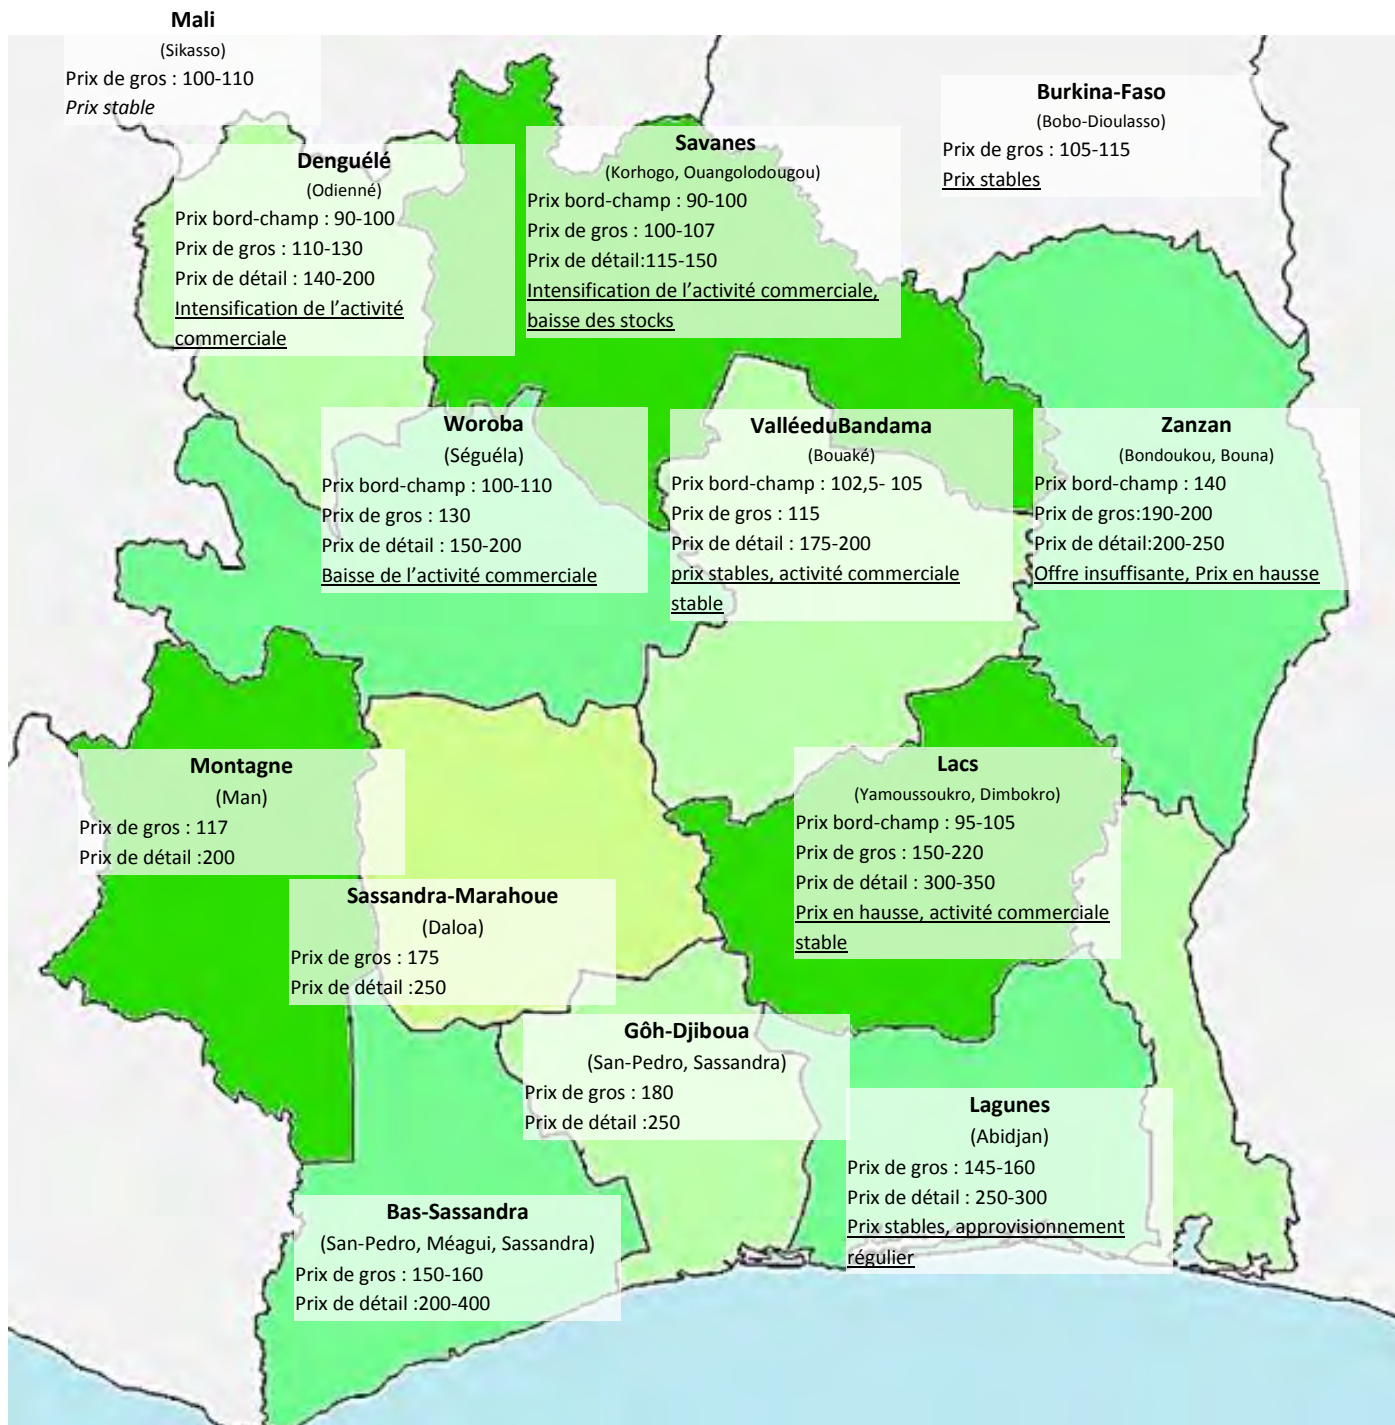 Mali
(Sikasso)
Prix de gros : 100-110
Prix stable
Burkina-Faso
(Bobo-Dioulasso)
Prix de gros : 105-115
Prix stables
Denguélé
(Odienné)
Prix bord-champ : 90-100
Prix de gros : 110-130
Prix de détail : 140-200
Intensification de l’activité
commerciale
Savanes
(Korhogo, Ouangolodougou)
Prix bord-champ : 90-100
Prix de gros : 100-107
Prix de détail:115-150
Intensification de l’activité commerciale,
baisse des stocks
Woroba
(Séguéla)
Prix bord-champ : 100-110
Prix de gros : 130
Prix de détail : 150-200
Baisse de l’activité commerciale
ValléeduBandama
(Bouaké)
Prix bord-champ : 102,5- 105
Prix de gros : 115
Prix de détail : 175-200
prix stables, activité commerciale
stable
Zanzan
(Bondoukou, Bouna)
Prix bord-champ : 140
Prix de gros:190-200
Prix de détail:200-250
Offre insuffisante, Prix en hausse
Montagne
(Man)
Prix de gros : 117
Prix de détail :200
Lacs
(Yamoussoukro, Dimbokro)
Prix bord-champ : 95-105
Prix de gros : 150-220
Prix de détail : 300-350
Prix en hausse, activité commerciale
stable
Sassandra-Marahoue
(Daloa)
Prix de gros : 175
Prix de détail :250
Gôh-Djiboua
(San-Pedro, Sassandra)
Prix de gros : 180
Prix de détail :250
Lagunes
(Abidjan)
Prix de gros : 145-160
Prix de détail : 250-300
Prix stables, approvisionnement
régulier
Bas-Sassandra
(San-Pedro, Méagui, Sassandra)
Prix de gros : 150-160
Prix de détail :200-400